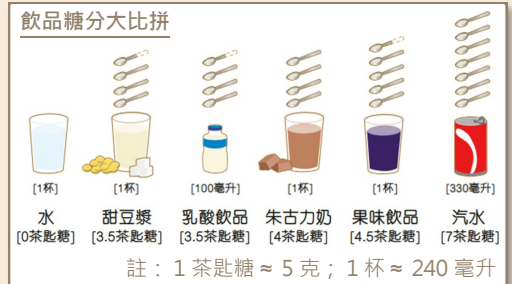 飲品糖分大比拼
[1杯] [1杯] [100毫升] [1杯] [1杯] [330毫升]
水 甜豆漿 乳酸飲品 朱古力奶 果味飲品 汽水
[0茶匙糖] [3.5茶匙糖] [3.5茶匙糖] [4茶匙糖] [4.5茶匙糖] [7茶匙糖]
註：1茶匙糖≈5克；1杯≈240毫升